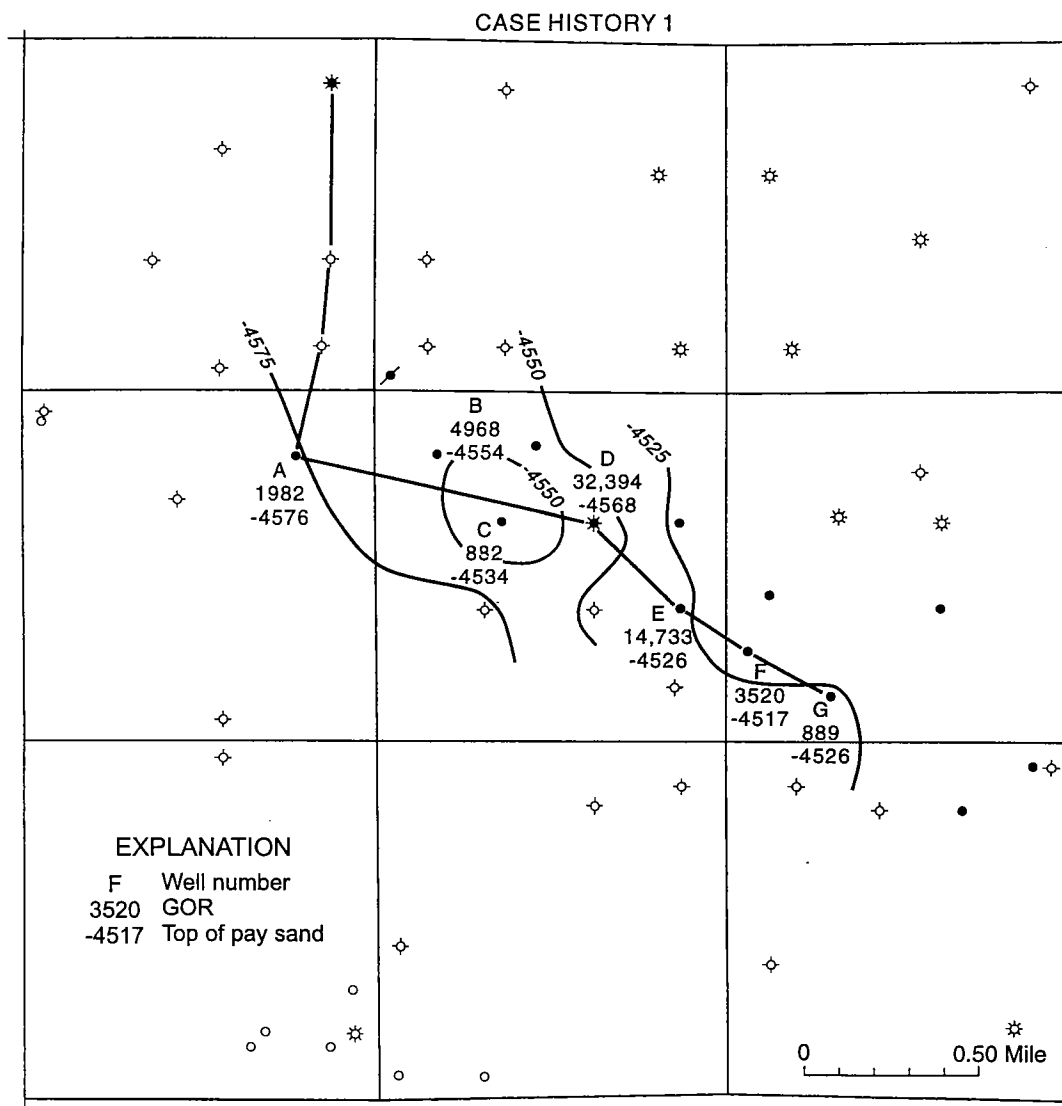 CASE HISTORY 1
-4575
-4550
-4525
B
4968
-4554
-4550
D
32,394
-4568
A
1982
-4576
C
882
-4534
E
14,733
-4526
F
3520
-4517
G
889
-4526
EXPLANATION
F Well number
3520 GOR
-4517 Top of pay sand
0 0.50 Mile